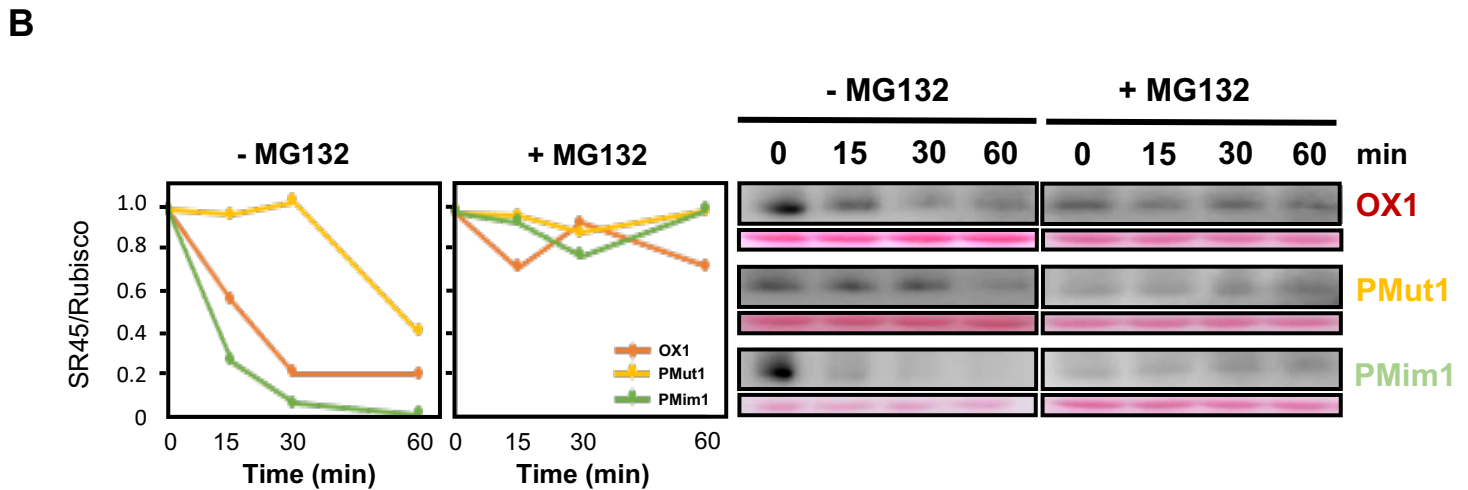 B
- MG132
+ MG132
SR45/Rubisco
1.0
0.8
0.6
0.4
0.2
0
0 15 30 60
Time (min)
0 15 30 60
Time (min)
OX1
PMut1
PMim1
- MG132
+ MG132
0 15 30 60
0 15 30 60 min
OX1
PMut1
PMim1